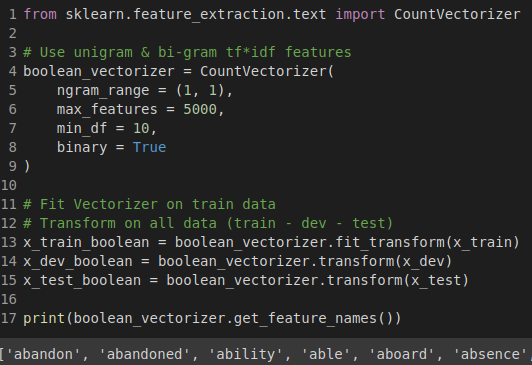 1 from sklearn.feature_extraction.text import CountVectorizer
2
3 # Use unigram & bi-gram tf*idf features
4 boolean_vectorizer = CountVectorizer(
5     ngram_range = (1, 1),
6     max_features = 5000,
7     min_df = 10,
8     binary = True
9 )
10
11 # Fit Vectorizer on train data
12 # Transform on all data (train - dev - test)
13 x_train_boolean = boolean_vectorizer.fit_transform(x_train)
14 x_dev_boolean = boolean_vectorizer.transform(x_dev)
15 x_test_boolean = boolean_vectorizer.transform(x_test)
16
17 print(boolean_vectorizer.get_feature_names())
['abandon', 'abandoned', 'ability', 'able', 'aboard', 'absence',